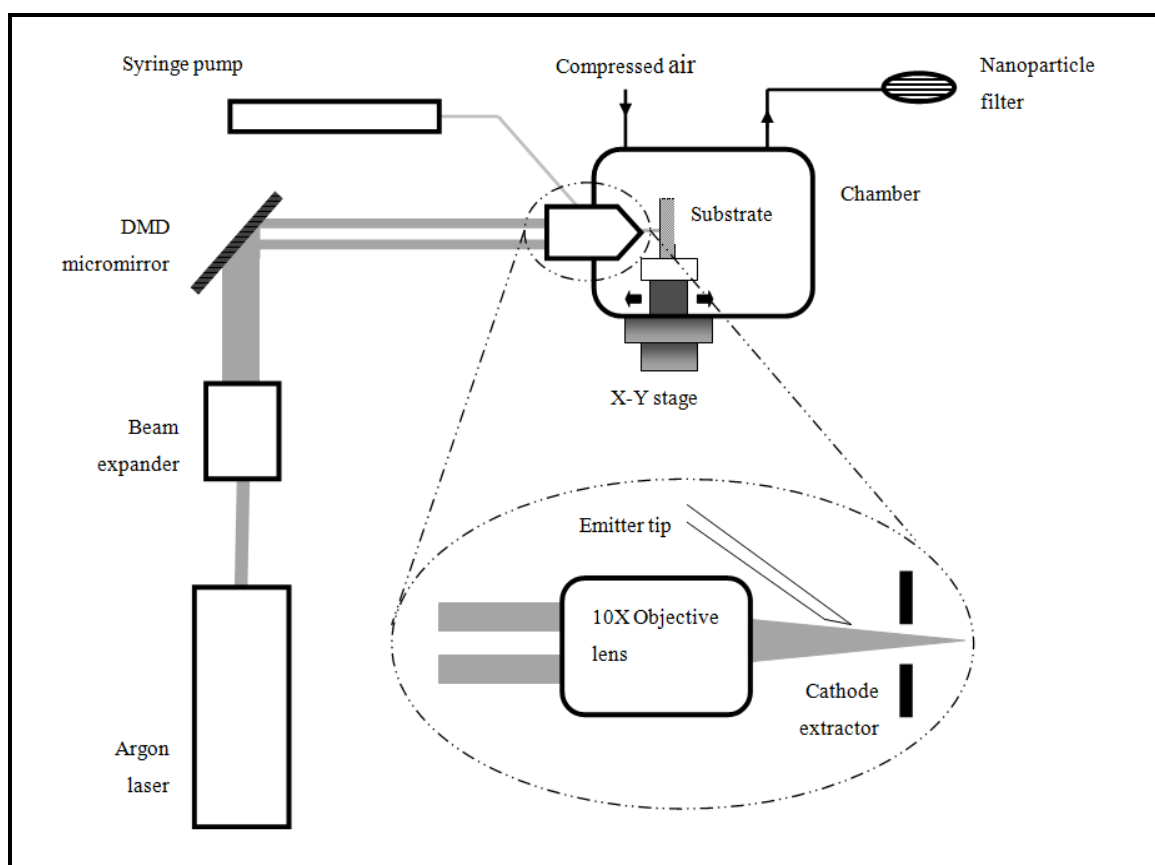 Syringe pump
Compressed air
Nanoparticle
filter
Chamber
Substrate
DMD
micromirror
X-Y stage
Beam
expander
Emitter tip
10X Objective
lens
Cathode
extractor
Argon
laser